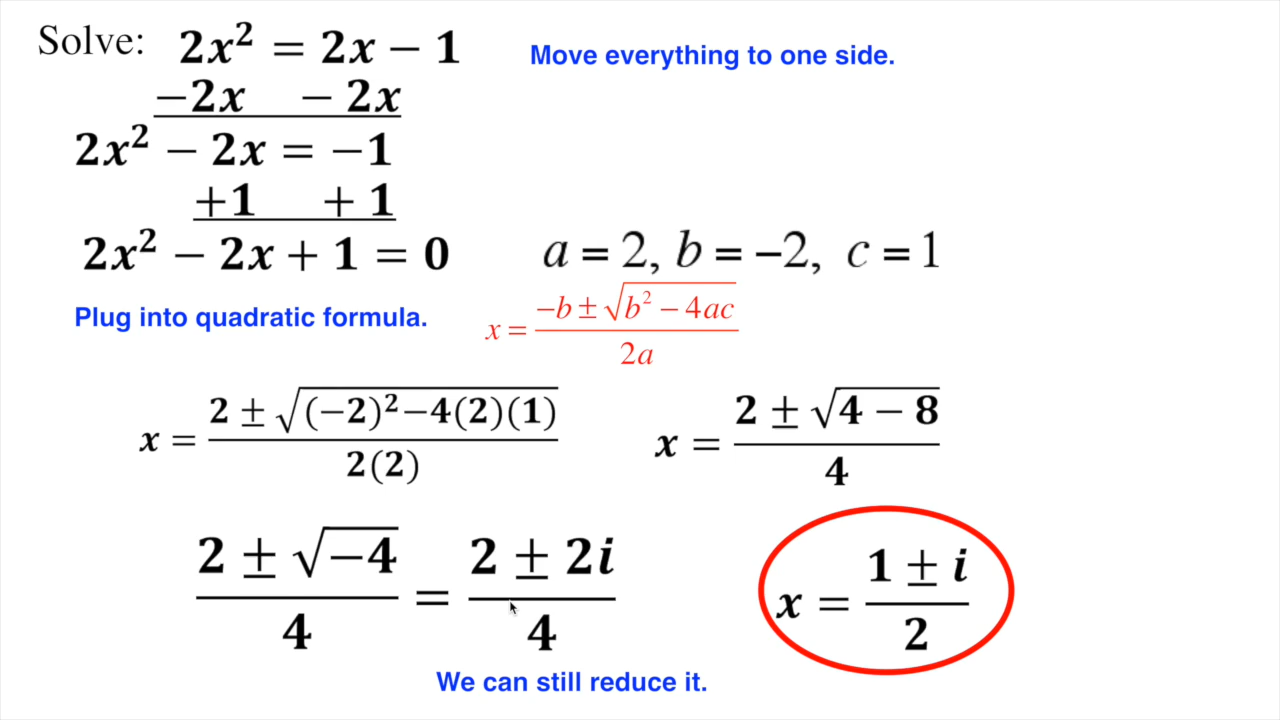 Solve: 2x² = 2x − 1
Move everything to one side.
−2x − 2x
2x² − 2x = −1
+1 + 1
2x² − 2x + 1 = 0
a = 2, b = −2, c = 1
Plug into quadratic formula.
x = (−b ± √(b² − 4ac)) / 2a
x = (2 ± √((−2)²−4(2)(1))) / 2(2)
x = (2 ± √(4 − 8)) / 4
(2 ± √(−4)) / 4 = (2 ± 2i) / 4
x = (1 ± i) / 2
We can still reduce it.